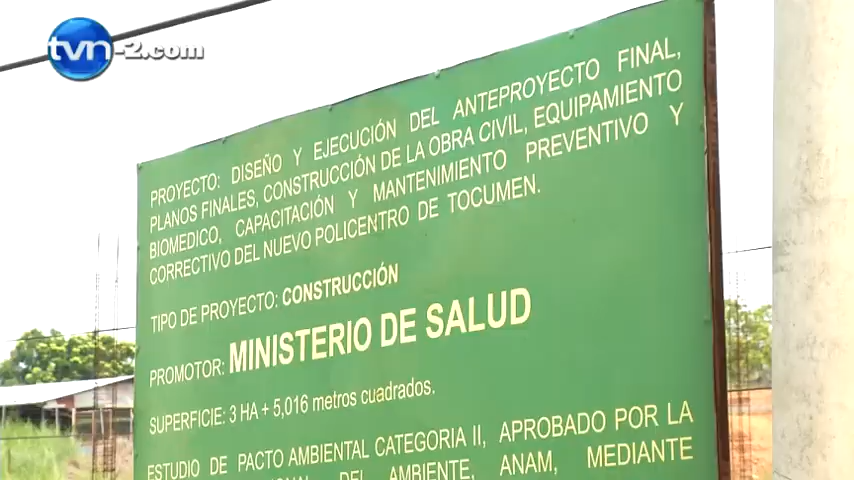 tvn-2.com
PROYECTO: DISEÑO Y EJECUCIÓN DEL ANTEPROYECTO FINAL,
PLANOS FINALES, CONSTRUCCIÓN DE LA OBRA CIVIL, EQUIPAMIENTO
BIOMEDICO, CAPACITACIÓN Y MANTENIMIENTO PREVENTIVO Y
CORRECTIVO DEL NUEVO POLICENTRO DE TOCUMEN.
TIPO DE PROYECTO: CONSTRUCCIÓN
PROMOTOR: MINISTERIO DE SALUD
SUPERFICIE: 3 HA + 5,016 metros cuadrados.
ESTUDIO DE PACTO AMBIENTAL CATEGORIA II, APROBADO POR LA
DEL AMBIENTE, ANAM, MEDIANTE